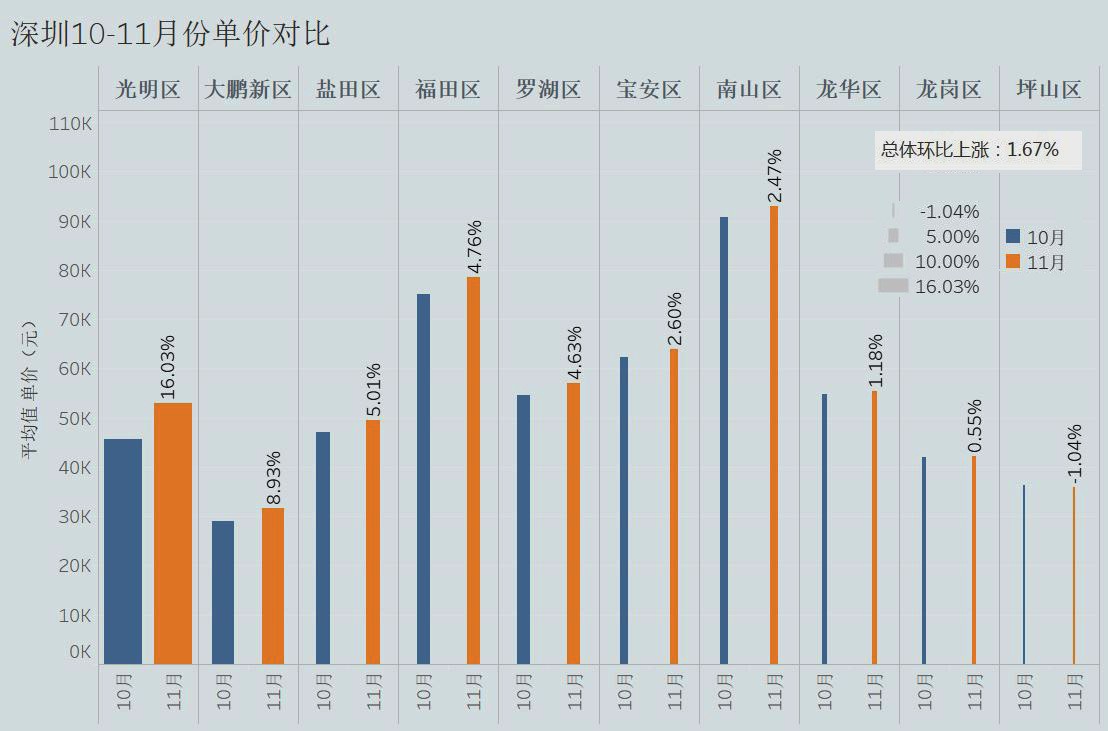 深圳10-11月份单价对比
光明区 大鹏新区 盐田区 福田区 罗湖区 宝安区 南山区 龙华区 龙岗区 坪山区
总体环比上涨：1.67%
-1.04%
5.00%
10.00%
16.03%
10月
11月
平均值 单价（元）
110K
100K
90K
80K
70K
60K
50K
40K
30K
20K
10K
0K
16.03%
8.93%
5.01%
4.76%
4.63%
2.60%
2.47%
1.18%
0.55%
-1.04%
10月 11月 10月 11月 10月 11月 10月 11月 10月 11月 10月 11月 10月 11月 10月 11月 10月 11月 10月 11月